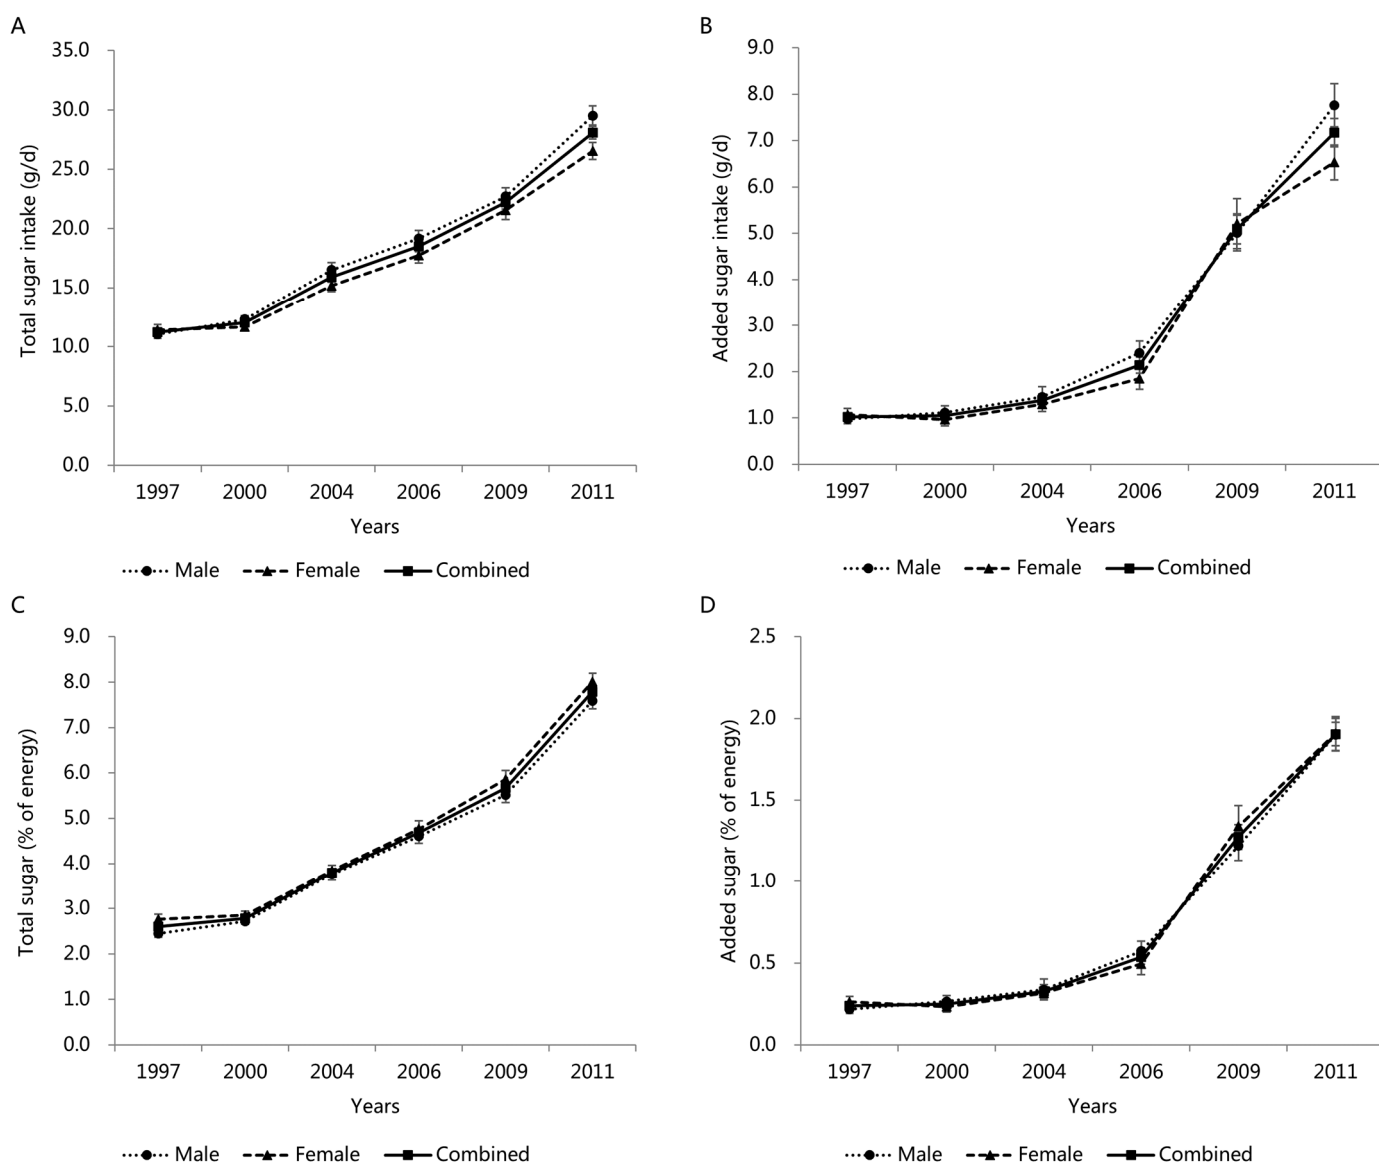 A
Total sugar intake (g/d)
35.0
30.0
25.0
20.0
15.0
10.0
5.0
0.0
1997 2000 2004 2006 2009 2011
Years
Male Female Combined
B
Added sugar intake (g/d)
9.0
8.0
7.0
6.0
5.0
4.0
3.0
2.0
1.0
0.0
1997 2000 2004 2006 2009 2011
Years
Male Female Combined
C
Total sugar (% of energy)
9.0
8.0
7.0
6.0
5.0
4.0
3.0
2.0
1.0
0.0
1997 2000 2004 2006 2009 2011
Years
Male Female Combined
D
Added sugar (% of energy)
2.5
2.0
1.5
1.0
0.5
0.0
1997 2000 2004 2006 2009 2011
Years
Male Female Combined